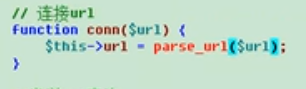 // 连接url
function conn($url) {
$this->url = parse_url($url);
}